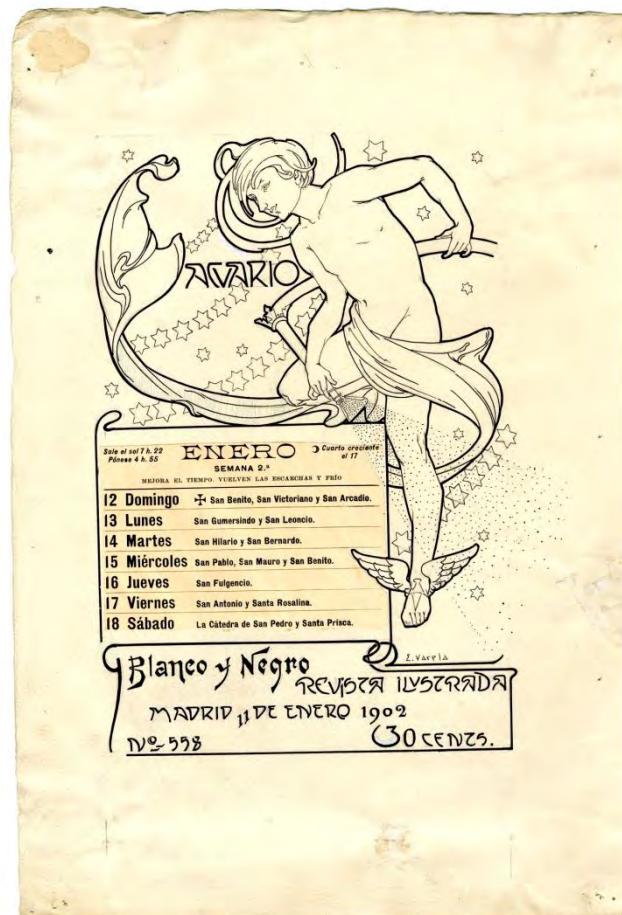 ACVARIO
Sale el sol 7 h. 22
Pónese 4 h. 55
ENERO
SEMANA 2.ª
Cuarto creciente
el 17
MEJORA EL TIEMPO. VUELVEN LAS ESCARCHAS Y FRÍO
12 Domingo ✠ San Benito, San Victoriano y San Arcadio.
13 Lunes San Gumersindo y San Leoncio.
14 Martes San Hilario y San Bernardo.
15 Miércoles San Pablo, San Mauro y San Benito.
16 Jueves San Fulgencio.
17 Viernes San Antonio y Santa Rosalina.
18 Sábado La Cátedra de San Pedro y Santa Prisca.
E. Varela
Blanco y Negro
REVISTA ILUSTRADA
MADRID 11 DE ENERO 1902
Nº 558
30 CENTS.